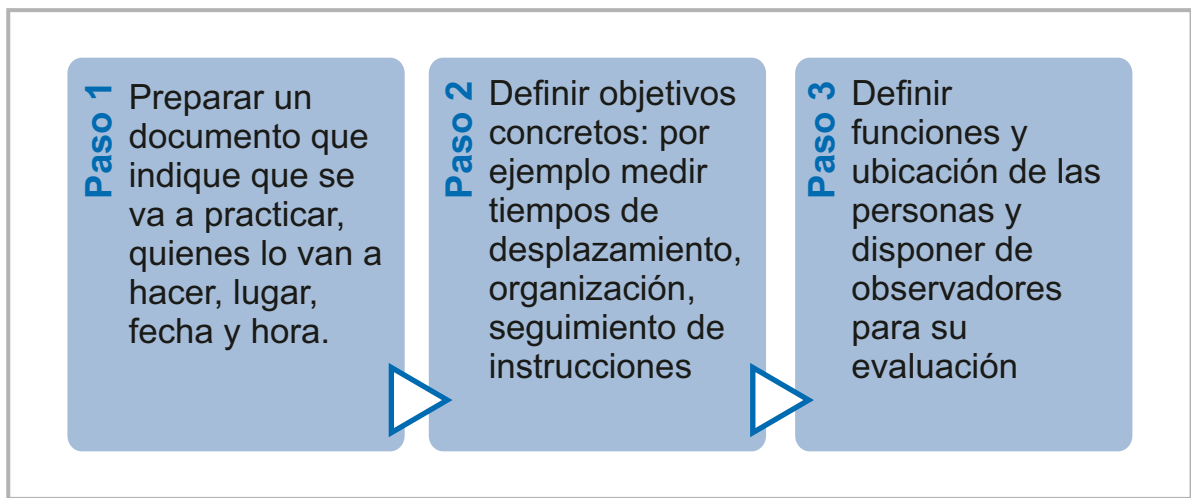 Paso 1
Preparar un
documento que
indique que se
va a practicar,
quienes lo van a
hacer, lugar,
fecha y hora.
Paso 2
Definir objetivos
concretos: por
ejemplo medir
tiempos de
desplazamiento,
organización,
seguimiento de
instrucciones
Paso 3
Definir
funciones y
ubicación de las
personas y
disponer de
observadores
para su
evaluación